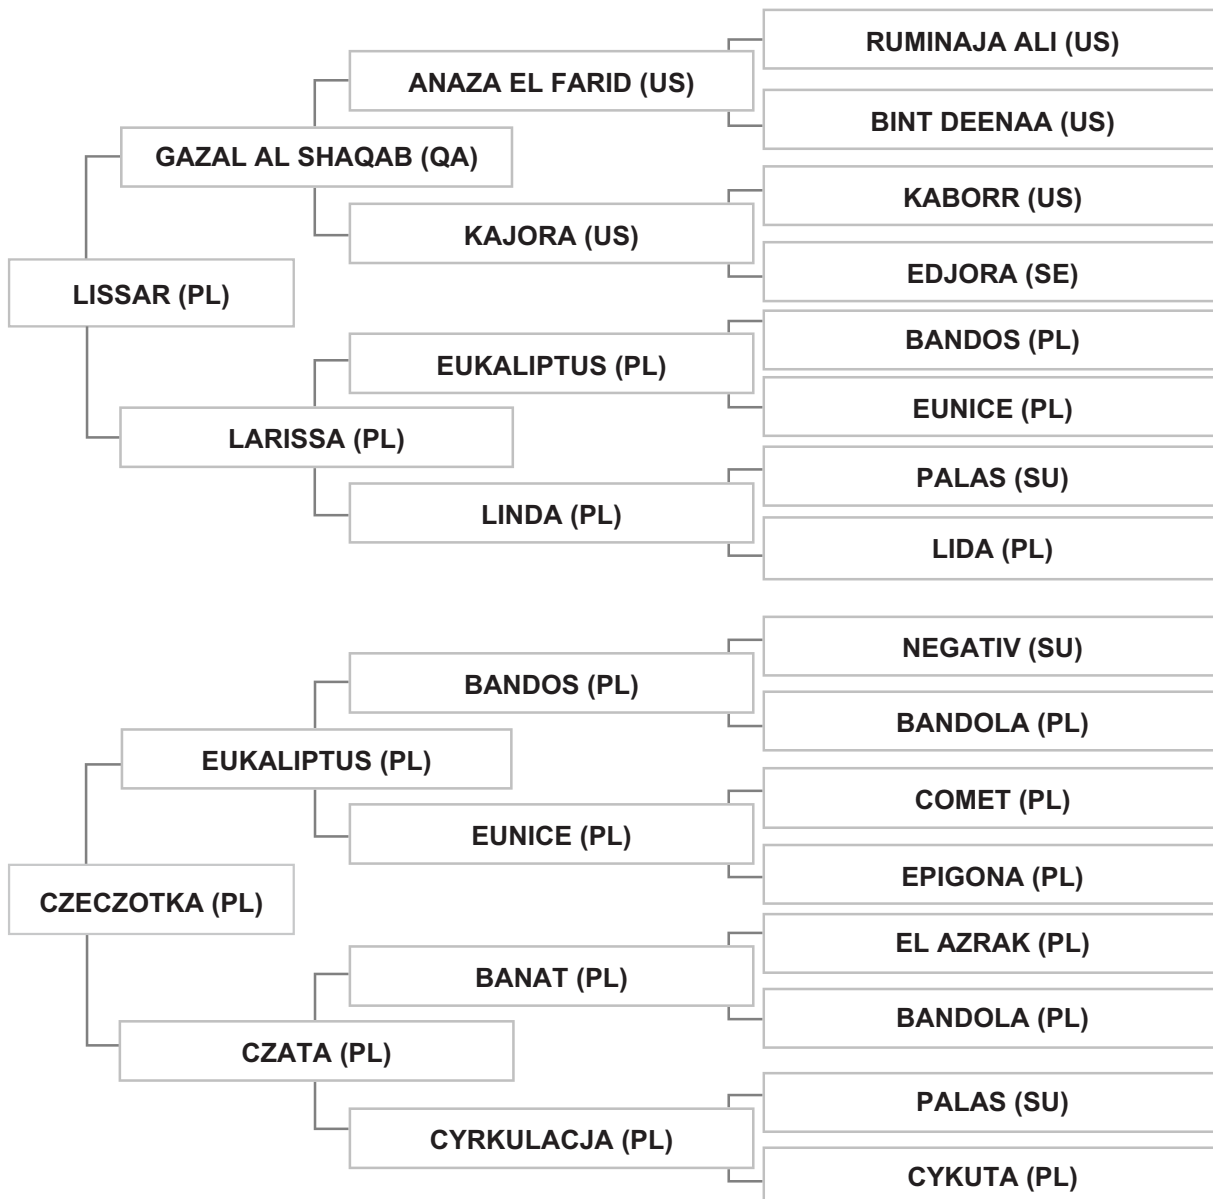 RUMINAJA ALI (US)
ANAZA EL FARID (US)
BINT DEENAA (US)
GAZAL AL SHAQAB (QA)
KABORR (US)
KAJORA (US)
EDJORA (SE)
LISSAR (PL)
BANDOS (PL)
EUKALIPTUS (PL)
EUNICE (PL)
LARISSA (PL)
PALAS (SU)
LINDA (PL)
LIDA (PL)
NEGATIV (SU)
BANDOS (PL)
BANDOLA (PL)
EUKALIPTUS (PL)
COMET (PL)
EUNICE (PL)
EPIGONA (PL)
CZECZOTKA (PL)
EL AZRAK (PL)
BANAT (PL)
BANDOLA (PL)
CZATA (PL)
PALAS (SU)
CYRKULACJA (PL)
CYKUTA (PL)